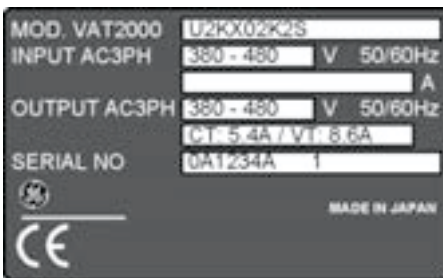 MOD. VAT2000 U2KX02K2S
INPUT AC3PH 380 - 480 V 50/60Hz
A
OUTPUT AC3PH 380 - 480 V 50/60Hz
CT: 5.4A / VT: 8.6A
SERIAL NO 0A1234A 1
GE
MADE IN JAPAN
CE